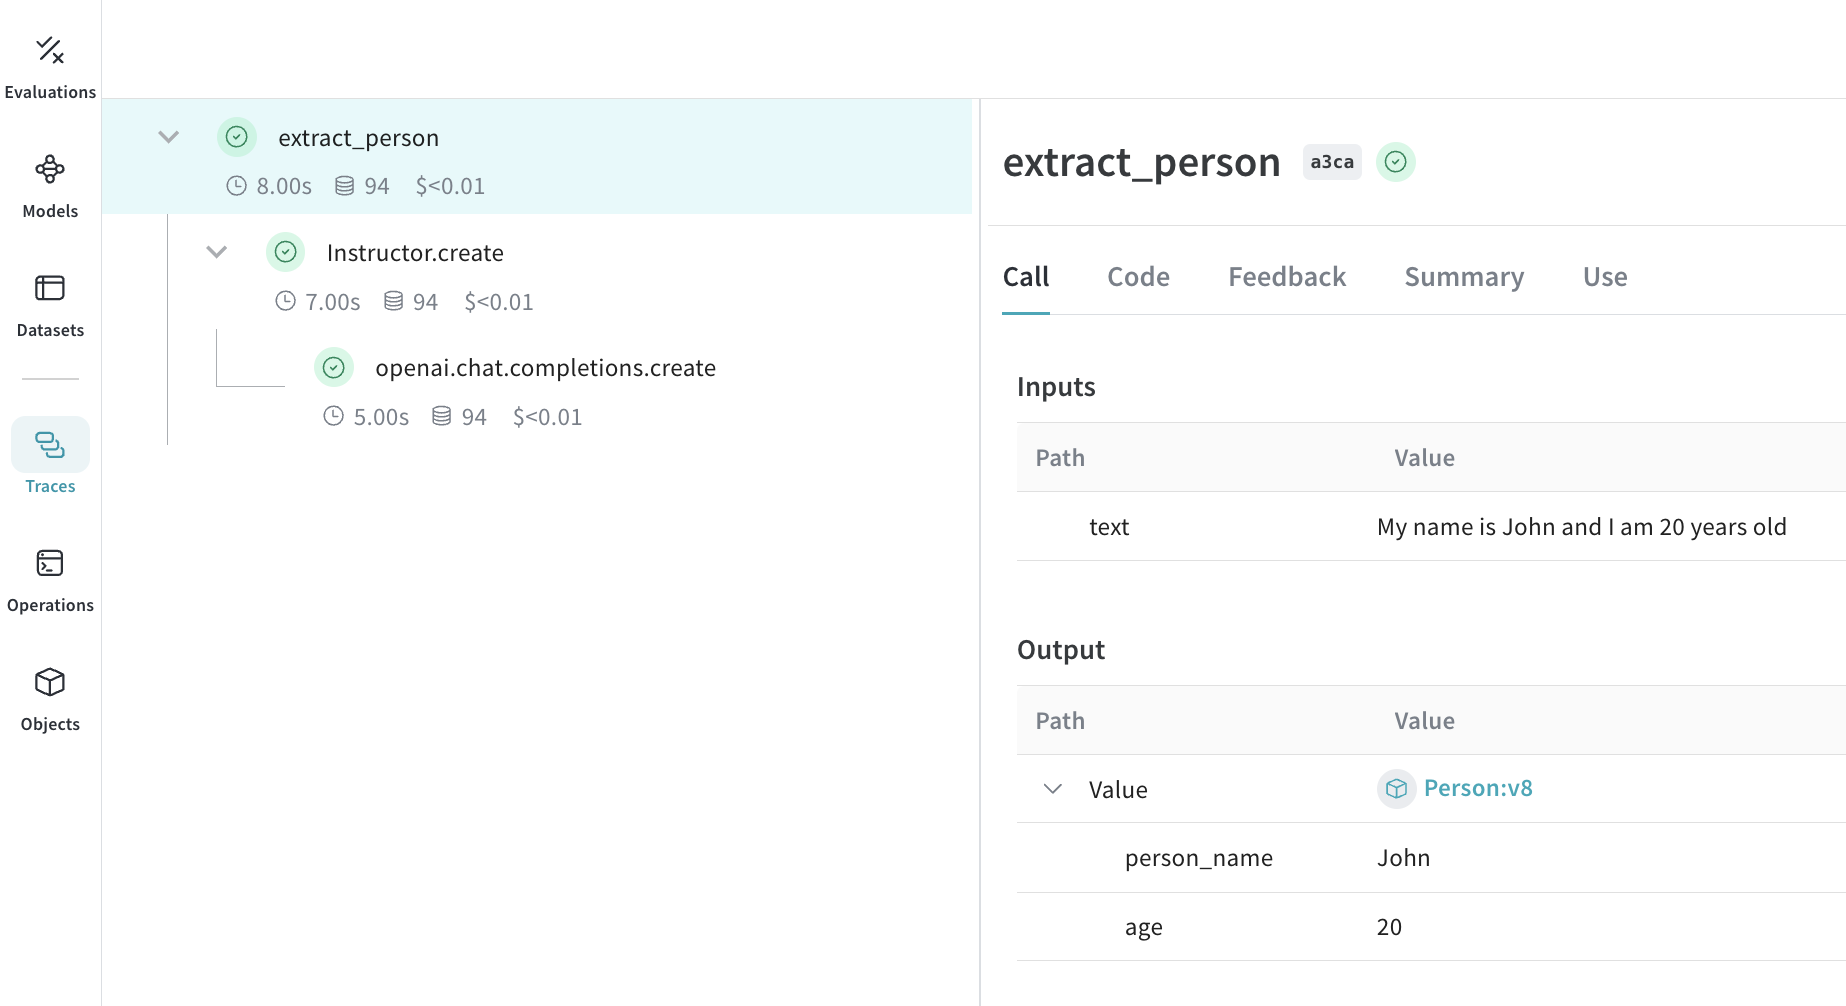 Evaluations
Models
Datasets
Traces
Operations
Objects
extract_person
8.00s 94 $<0.01
Instructor.create
7.00s 94 $<0.01
openai.chat.completions.create
5.00s 94 $<0.01
extract_person a3ca
Call Code Feedback Summary Use
Inputs
Path Value
text My name is John and I am 20 years old
Output
Path Value
Value Person:v8
person_name John
age 20